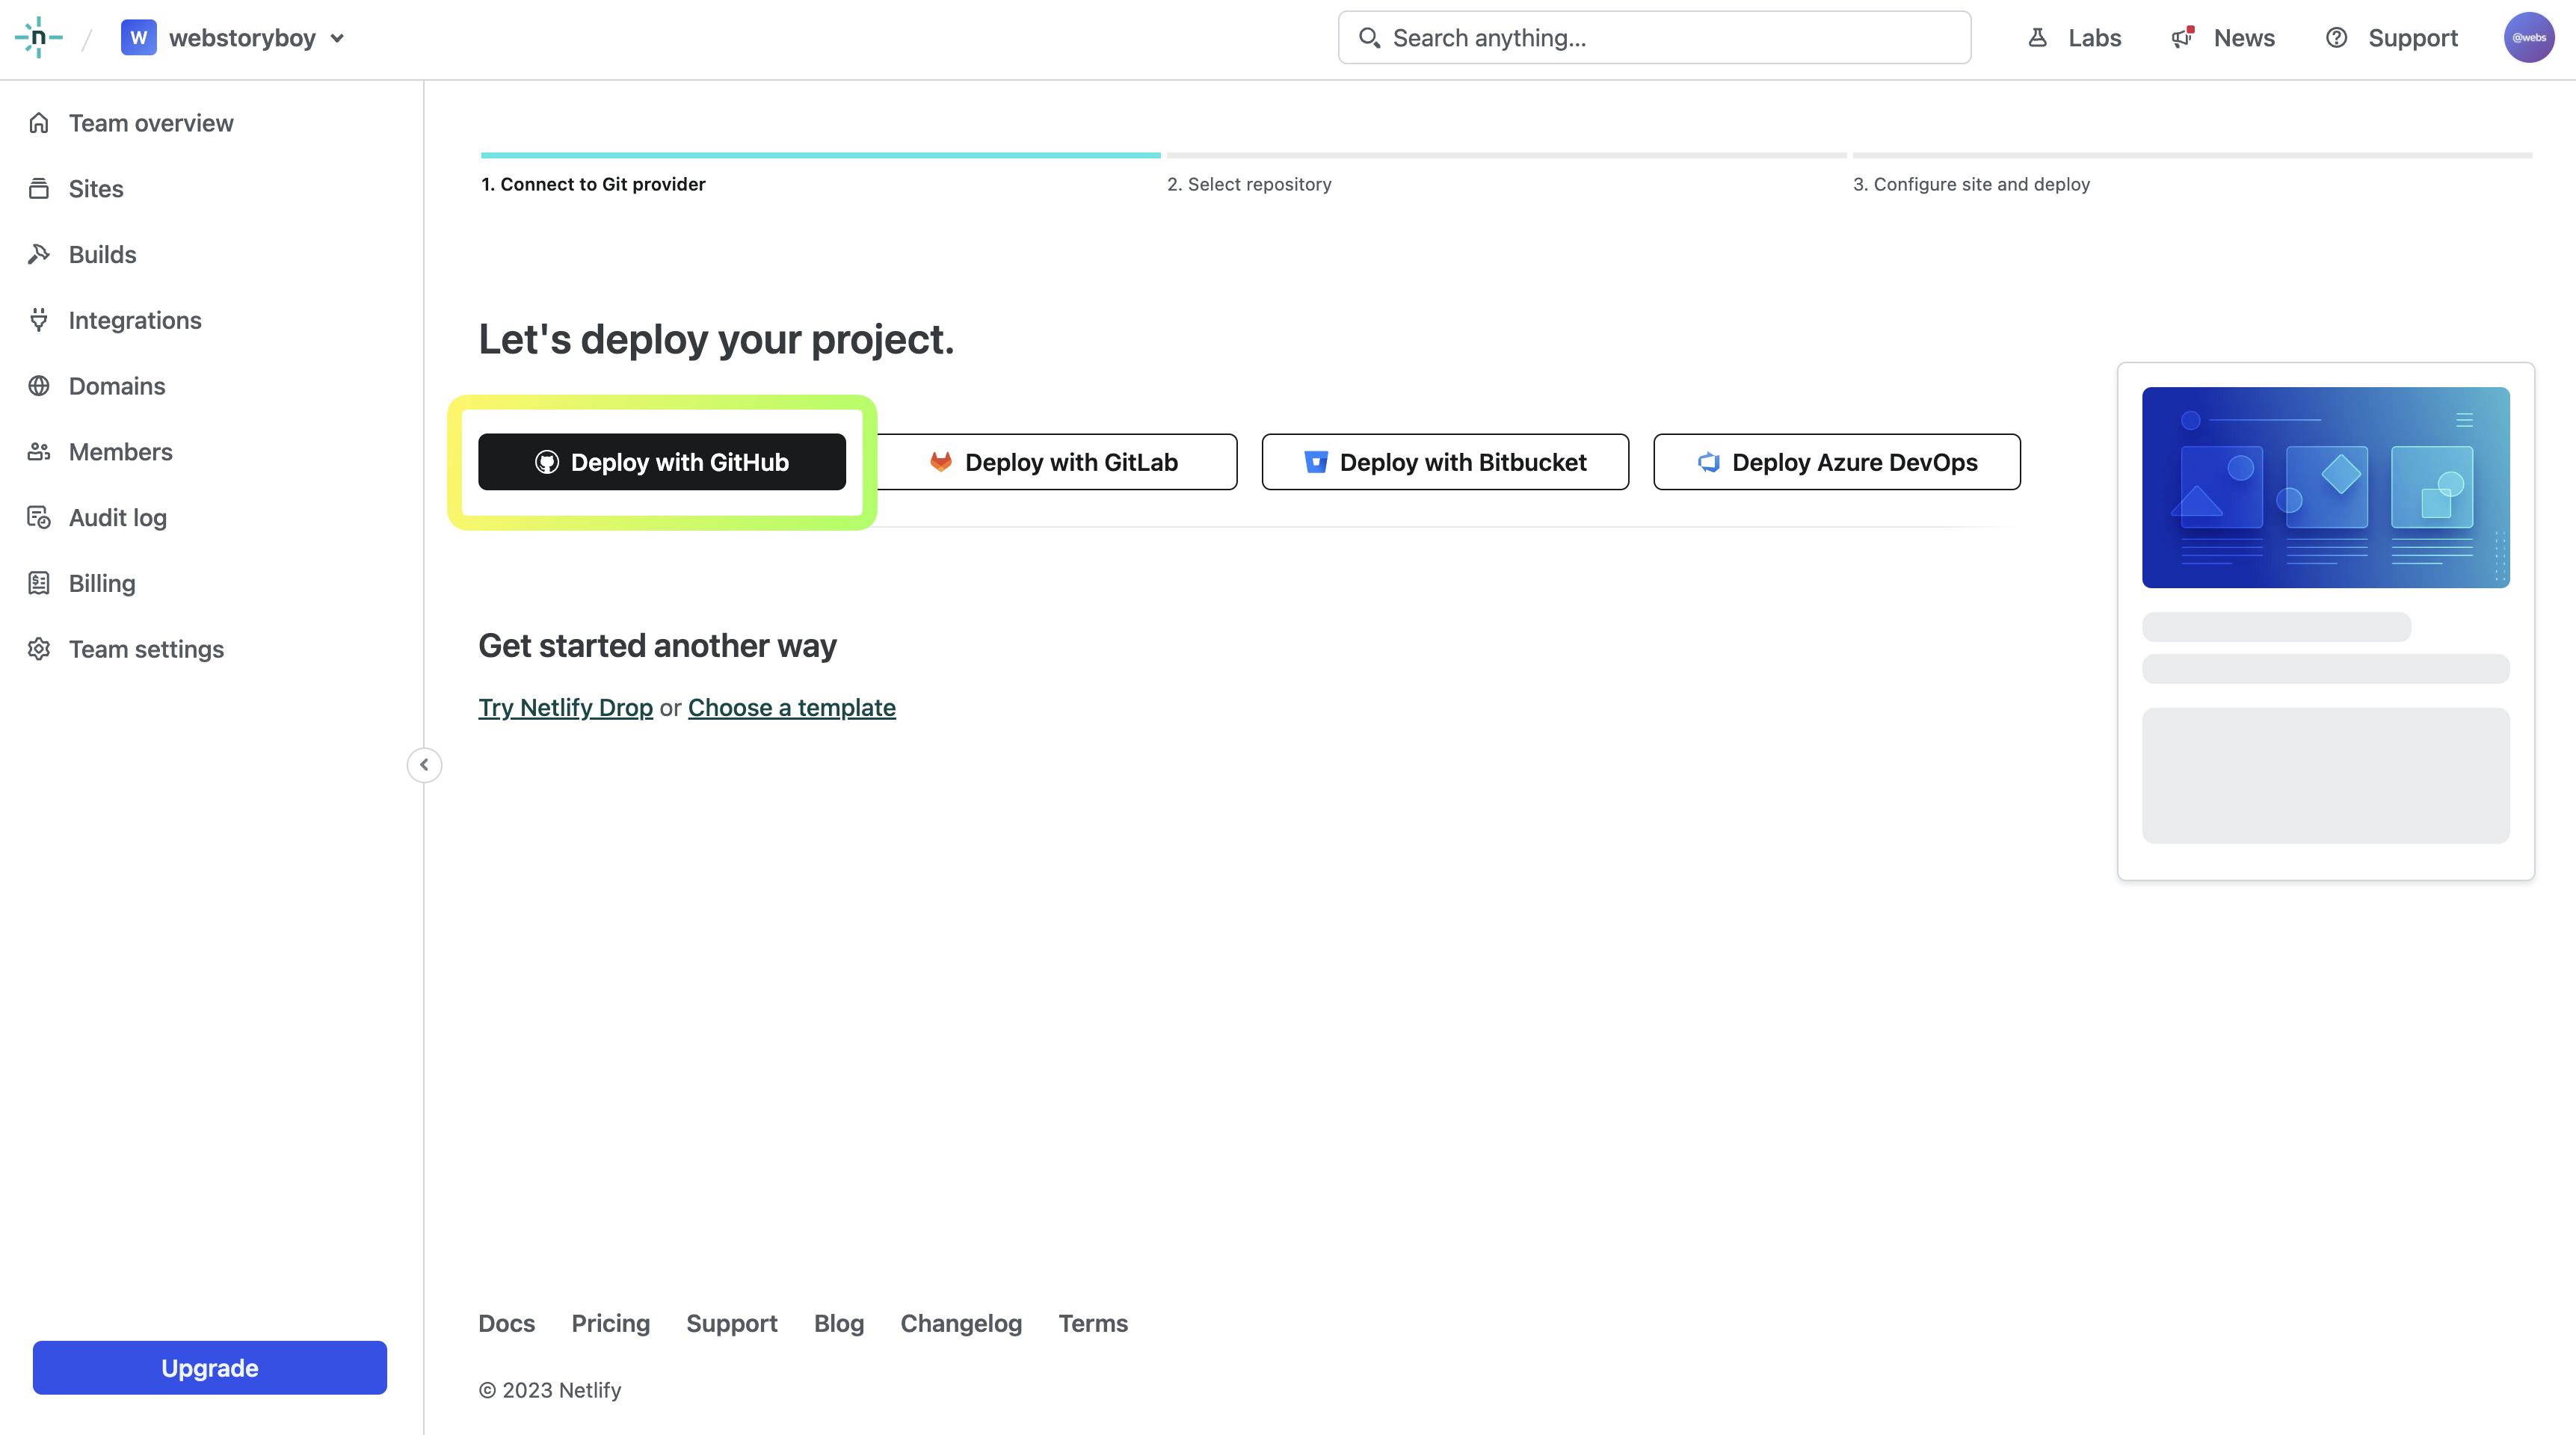 n / W webstoryboy
Search anything...
Labs
News
Support
@webs
Team overview
Sites
Builds
Integrations
Domains
Members
Audit log
Billing
Team settings
Upgrade
1. Connect to Git provider
2. Select repository
3. Configure site and deploy
Let's deploy your project.
Deploy with GitHub
Deploy with GitLab
Deploy with Bitbucket
Deploy Azure DevOps
Get started another way
Try Netlify Drop or Choose a template
Docs Pricing Support Blog Changelog Terms
© 2023 Netlify